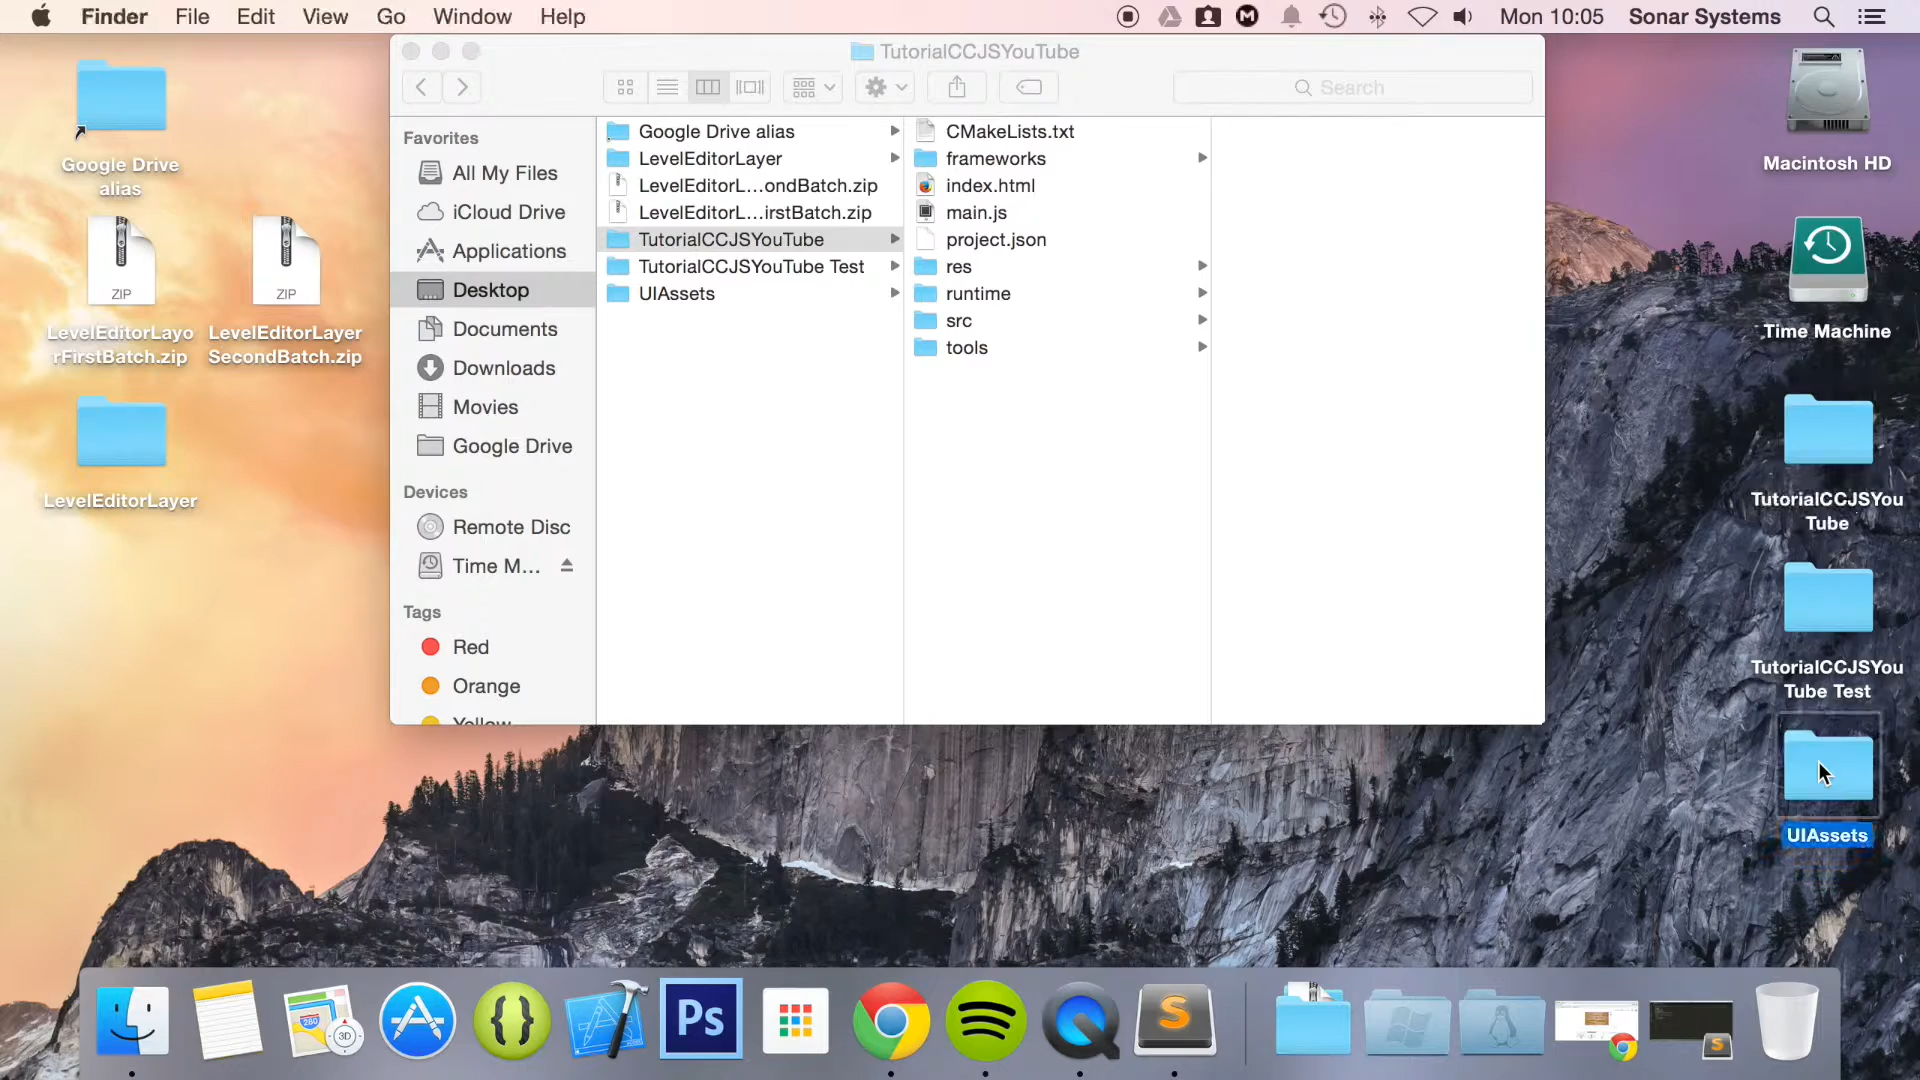 Finder File Edit View Go Window Help
Mon 10:05 Sonar Systems
TutorialCCJSYouTube
Search
Favorites
All My Files
iCloud Drive
Applications
Desktop
Documents
Downloads
Movies
Google Drive
Devices
Remote Disc
Time M...
Tags
Red
Orange
Yellow
Google Drive alias
LevelEditorLayer
LevelEditorL...ondBatch.zip
LevelEditorL...irstBatch.zip
TutorialCCJSYouTube
TutorialCCJSYouTube Test
UIAssets
CMakeLists.txt
frameworks
index.html
main.js
project.json
res
runtime
src
tools
Google Drive
alias
ZIP
LevelEditorLayo
rFirstBatch.zip
ZIP
LevelEditorLayer
SecondBatch.zip
LevelEditorLayer
Macintosh HD
Time Machine
TutorialCCJSYou
Tube
TutorialCCJSYou
Tube Test
UIAssets
280
3D
Ps
S